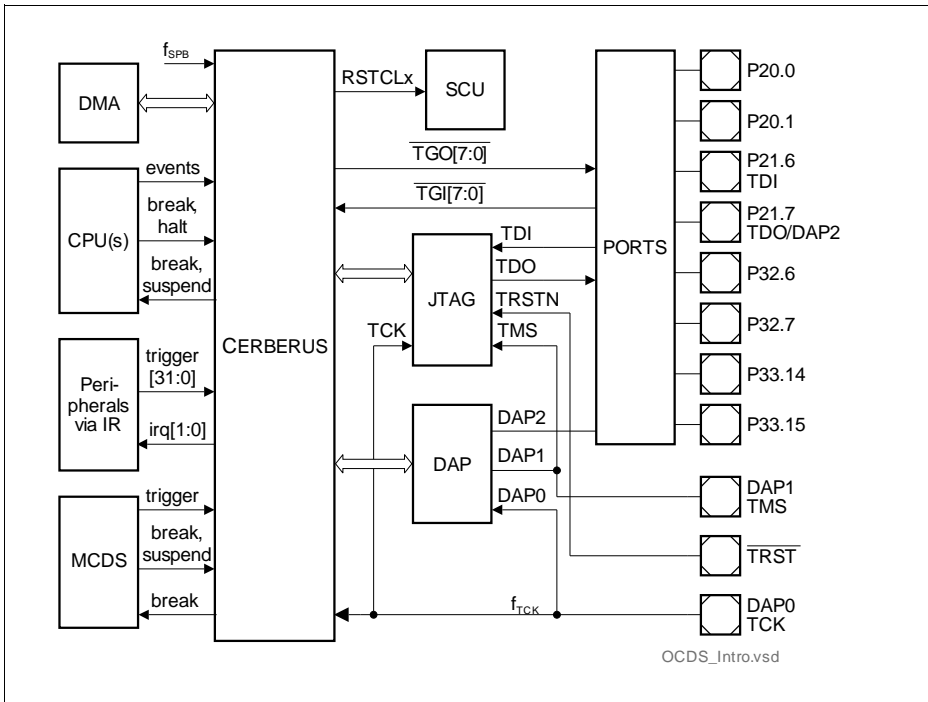 f_SPB
DMA
CPU(s)
events
break,
halt
break,
suspend
Peri-
pherals
via IR
trigger
[31:0]
irq[1:0]
MCDS
trigger
break,
suspend
break
CERBERUS
RSTCLx
SCU
TGO[7:0]
TGI[7:0]
TDI
TDO
TRSTN
TMS
TCK
JTAG
DAP
DAP2
DAP1
DAP0
f_TCK
PORTS
P20.0
P20.1
P21.6
TDI
P21.7
TDO/DAP2
P32.6
P32.7
P33.14
P33.15
DAP1
TMS
TRST
DAP0
TCK
OCDS_Intro.vsd